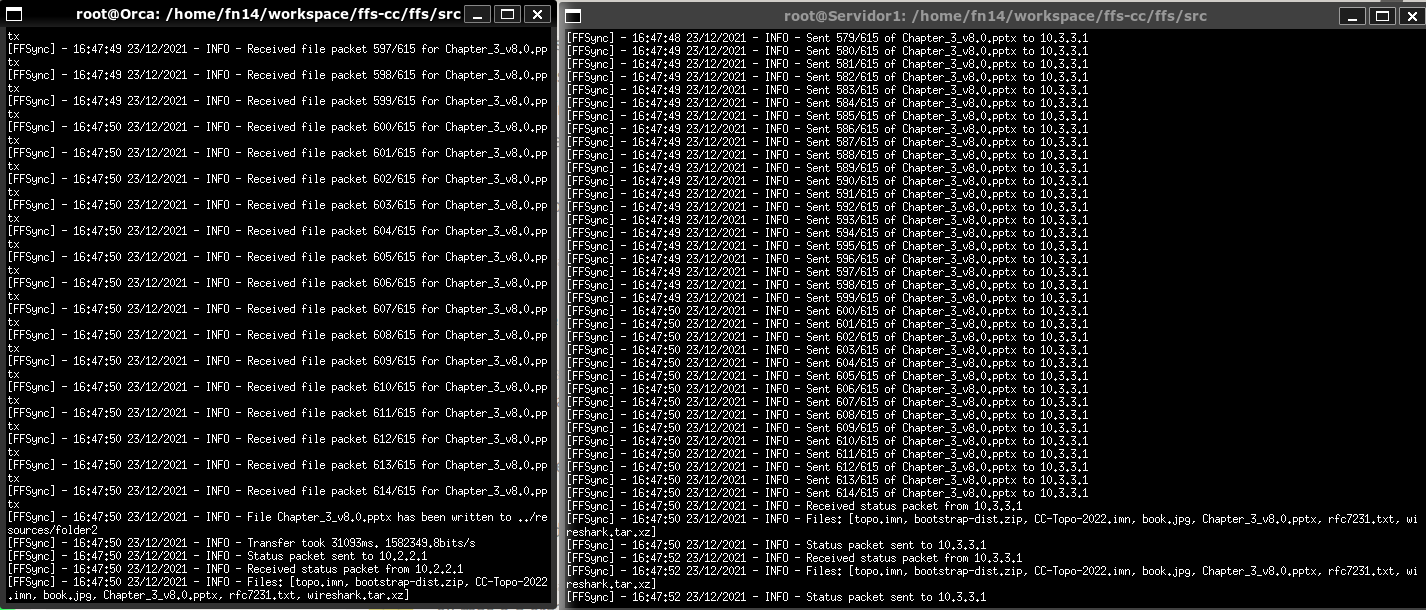 root@Orca: /home/fn14/workspace/ffs-cc/ffs/src
tx
[FFSync] - 16:47:49 23/12/2021 - INFO - Received file packet 597/615 for Chapter_3_v8.0.pp
tx
[FFSync] - 16:47:49 23/12/2021 - INFO - Received file packet 598/615 for Chapter_3_v8.0.pp
tx
[FFSync] - 16:47:49 23/12/2021 - INFO - Received file packet 599/615 for Chapter_3_v8.0.pp
tx
[FFSync] - 16:47:50 23/12/2021 - INFO - Received file packet 600/615 for Chapter_3_v8.0.pp
tx
[FFSync] - 16:47:50 23/12/2021 - INFO - Received file packet 601/615 for Chapter_3_v8.0.pp
tx
[FFSync] - 16:47:50 23/12/2021 - INFO - Received file packet 602/615 for Chapter_3_v8.0.pp
tx
[FFSync] - 16:47:50 23/12/2021 - INFO - Received file packet 603/615 for Chapter_3_v8.0.pp
tx
[FFSync] - 16:47:50 23/12/2021 - INFO - Received file packet 604/615 for Chapter_3_v8.0.pp
tx
[FFSync] - 16:47:50 23/12/2021 - INFO - Received file packet 605/615 for Chapter_3_v8.0.pp
tx
[FFSync] - 16:47:50 23/12/2021 - INFO - Received file packet 606/615 for Chapter_3_v8.0.pp
tx
[FFSync] - 16:47:50 23/12/2021 - INFO - Received file packet 607/615 for Chapter_3_v8.0.pp
tx
[FFSync] - 16:47:50 23/12/2021 - INFO - Received file packet 608/615 for Chapter_3_v8.0.pp
tx
[FFSync] - 16:47:50 23/12/2021 - INFO - Received file packet 609/615 for Chapter_3_v8.0.pp
tx
[FFSync] - 16:47:50 23/12/2021 - INFO - Received file packet 610/615 for Chapter_3_v8.0.pp
tx
[FFSync] - 16:47:50 23/12/2021 - INFO - Received file packet 611/615 for Chapter_3_v8.0.pp
tx
[FFSync] - 16:47:50 23/12/2021 - INFO - Received file packet 612/615 for Chapter_3_v8.0.pp
tx
[FFSync] - 16:47:50 23/12/2021 - INFO - Received file packet 613/615 for Chapter_3_v8.0.pp
tx
[FFSync] - 16:47:50 23/12/2021 - INFO - Received file packet 614/615 for Chapter_3_v8.0.pp
tx
[FFSync] - 16:47:50 23/12/2021 - INFO - File Chapter_3_v8.0.pptx has been written to ../re
sources/folder2
[FFSync] - 16:47:50 23/12/2021 - INFO - Transfer took 31093ms. 1582349.8bits/s
[FFSync] - 16:47:50 23/12/2021 - INFO - Status packet sent to 10.2.2.1
[FFSync] - 16:47:50 23/12/2021 - INFO - Received status packet from 10.2.2.1
[FFSync] - 16:47:50 23/12/2021 - INFO - Files: [topo.imn, bootstrap-dist.zip, CC-Topo-2022
.imn, book.jpg, Chapter_3_v8.0.pptx, rfc7231.txt, wireshark.tar.xz]
root@Servidor1: /home/fn14/workspace/ffs-cc/ffs/src
[FFSync] - 16:47:48 23/12/2021 - INFO - Sent 579/615 of Chapter_3_v8.0.pptx to 10.3.3.1
[FFSync] - 16:47:49 23/12/2021 - INFO - Sent 580/615 of Chapter_3_v8.0.pptx to 10.3.3.1
[FFSync] - 16:47:49 23/12/2021 - INFO - Sent 581/615 of Chapter_3_v8.0.pptx to 10.3.3.1
[FFSync] - 16:47:49 23/12/2021 - INFO - Sent 582/615 of Chapter_3_v8.0.pptx to 10.3.3.1
[FFSync] - 16:47:49 23/12/2021 - INFO - Sent 583/615 of Chapter_3_v8.0.pptx to 10.3.3.1
[FFSync] - 16:47:49 23/12/2021 - INFO - Sent 584/615 of Chapter_3_v8.0.pptx to 10.3.3.1
[FFSync] - 16:47:49 23/12/2021 - INFO - Sent 585/615 of Chapter_3_v8.0.pptx to 10.3.3.1
[FFSync] - 16:47:49 23/12/2021 - INFO - Sent 586/615 of Chapter_3_v8.0.pptx to 10.3.3.1
[FFSync] - 16:47:49 23/12/2021 - INFO - Sent 587/615 of Chapter_3_v8.0.pptx to 10.3.3.1
[FFSync] - 16:47:49 23/12/2021 - INFO - Sent 588/615 of Chapter_3_v8.0.pptx to 10.3.3.1
[FFSync] - 16:47:49 23/12/2021 - INFO - Sent 589/615 of Chapter_3_v8.0.pptx to 10.3.3.1
[FFSync] - 16:47:49 23/12/2021 - INFO - Sent 590/615 of Chapter_3_v8.0.pptx to 10.3.3.1
[FFSync] - 16:47:49 23/12/2021 - INFO - Sent 591/615 of Chapter_3_v8.0.pptx to 10.3.3.1
[FFSync] - 16:47:49 23/12/2021 - INFO - Sent 592/615 of Chapter_3_v8.0.pptx to 10.3.3.1
[FFSync] - 16:47:49 23/12/2021 - INFO - Sent 593/615 of Chapter_3_v8.0.pptx to 10.3.3.1
[FFSync] - 16:47:49 23/12/2021 - INFO - Sent 594/615 of Chapter_3_v8.0.pptx to 10.3.3.1
[FFSync] - 16:47:49 23/12/2021 - INFO - Sent 595/615 of Chapter_3_v8.0.pptx to 10.3.3.1
[FFSync] - 16:47:49 23/12/2021 - INFO - Sent 596/615 of Chapter_3_v8.0.pptx to 10.3.3.1
[FFSync] - 16:47:49 23/12/2021 - INFO - Sent 597/615 of Chapter_3_v8.0.pptx to 10.3.3.1
[FFSync] - 16:47:49 23/12/2021 - INFO - Sent 598/615 of Chapter_3_v8.0.pptx to 10.3.3.1
[FFSync] - 16:47:49 23/12/2021 - INFO - Sent 599/615 of Chapter_3_v8.0.pptx to 10.3.3.1
[FFSync] - 16:47:50 23/12/2021 - INFO - Sent 600/615 of Chapter_3_v8.0.pptx to 10.3.3.1
[FFSync] - 16:47:50 23/12/2021 - INFO - Sent 601/615 of Chapter_3_v8.0.pptx to 10.3.3.1
[FFSync] - 16:47:50 23/12/2021 - INFO - Sent 602/615 of Chapter_3_v8.0.pptx to 10.3.3.1
[FFSync] - 16:47:50 23/12/2021 - INFO - Sent 603/615 of Chapter_3_v8.0.pptx to 10.3.3.1
[FFSync] - 16:47:50 23/12/2021 - INFO - Sent 604/615 of Chapter_3_v8.0.pptx to 10.3.3.1
[FFSync] - 16:47:50 23/12/2021 - INFO - Sent 605/615 of Chapter_3_v8.0.pptx to 10.3.3.1
[FFSync] - 16:47:50 23/12/2021 - INFO - Sent 606/615 of Chapter_3_v8.0.pptx to 10.3.3.1
[FFSync] - 16:47:50 23/12/2021 - INFO - Sent 607/615 of Chapter_3_v8.0.pptx to 10.3.3.1
[FFSync] - 16:47:50 23/12/2021 - INFO - Sent 608/615 of Chapter_3_v8.0.pptx to 10.3.3.1
[FFSync] - 16:47:50 23/12/2021 - INFO - Sent 609/615 of Chapter_3_v8.0.pptx to 10.3.3.1
[FFSync] - 16:47:50 23/12/2021 - INFO - Sent 610/615 of Chapter_3_v8.0.pptx to 10.3.3.1
[FFSync] - 16:47:50 23/12/2021 - INFO - Sent 611/615 of Chapter_3_v8.0.pptx to 10.3.3.1
[FFSync] - 16:47:50 23/12/2021 - INFO - Sent 612/615 of Chapter_3_v8.0.pptx to 10.3.3.1
[FFSync] - 16:47:50 23/12/2021 - INFO - Sent 613/615 of Chapter_3_v8.0.pptx to 10.3.3.1
[FFSync] - 16:47:50 23/12/2021 - INFO - Sent 614/615 of Chapter_3_v8.0.pptx to 10.3.3.1
[FFSync] - 16:47:50 23/12/2021 - INFO - Received status packet from 10.3.3.1
[FFSync] - 16:47:50 23/12/2021 - INFO - Files: [topo.imn, bootstrap-dist.zip, CC-Topo-2022.imn, book.jpg, Chapter_3_v8.0.pptx, rfc7231.txt, wi
reshark.tar.xz]
[FFSync] - 16:47:50 23/12/2021 - INFO - Status packet sent to 10.3.3.1
[FFSync] - 16:47:52 23/12/2021 - INFO - Received status packet from 10.3.3.1
[FFSync] - 16:47:52 23/12/2021 - INFO - Files: [topo.imn, bootstrap-dist.zip, CC-Topo-2022.imn, book.jpg, Chapter_3_v8.0.pptx, rfc7231.txt, wi
reshark.tar.xz]
[FFSync] - 16:47:52 23/12/2021 - INFO - Status packet sent to 10.3.3.1